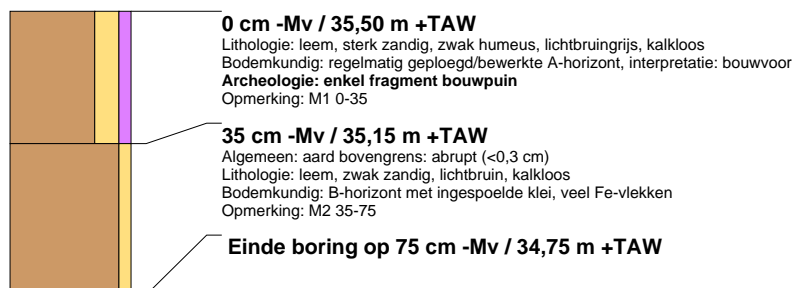 0 cm -Mv / 35,50 m +TAW
Lithologie: leem, sterk zandig, zwak humeus, lichtbruingrijs, kalkloos
Bodemkundig: regelmatig geploegd/bewerkte A-horizont, interpretatie: bouwvoor
Archeologie: enkel fragment bouwpuin
Opmerking: M1 0-35
35 cm -Mv / 35,15 m +TAW
Algemeen: aard bovengrens: abrupt (<0,3 cm)
Lithologie: leem, zwak zandig, lichtbruin, kalkloos
Bodemkundig: B-horizont met ingespoelde klei, veel Fe-vlekken
Opmerking: M2 35-75
Einde boring op 75 cm -Mv / 34,75 m +TAW